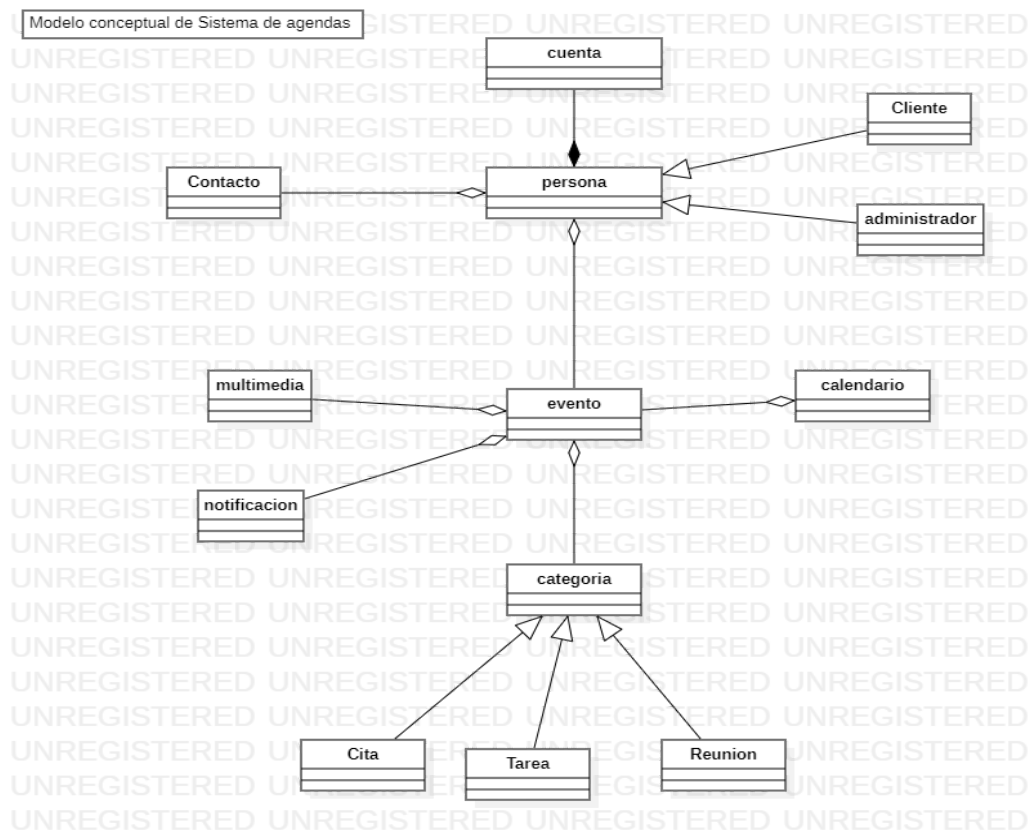 Modelo conceptual de Sistema de agendas
cuenta
Cliente
Contacto
persona
administrador
multimedia
evento
calendario
notificacion
categoria
Cita
Tarea
Reunion
UNREGISTERED